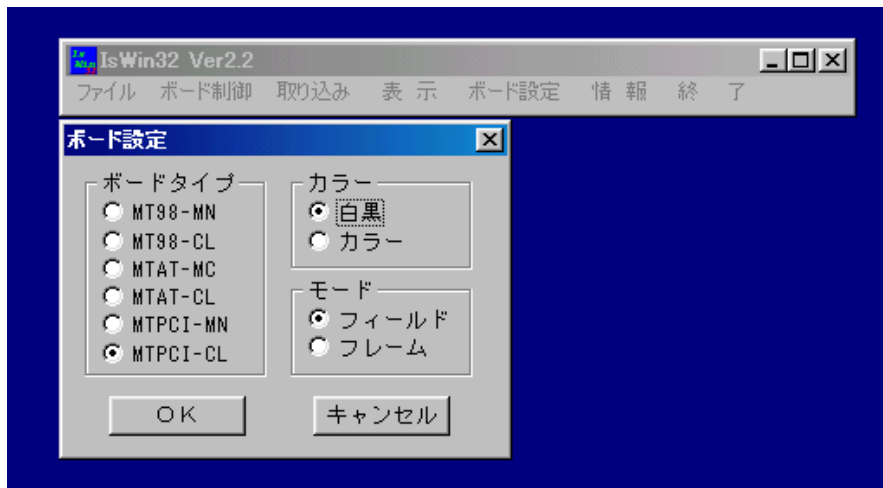 IsWin32 Ver2.2
ファイル ボード制御 取り込み 表 示 ボード設定 情 報 終 了
ボード設定
ボードタイプ
MT98-MN
MT98-CL
MTAT-MC
MTAT-CL
MTPCI-MN
MTPCI-CL
カラー
白黒
カラー
モード
フィールド
フレーム
OK
キャンセル